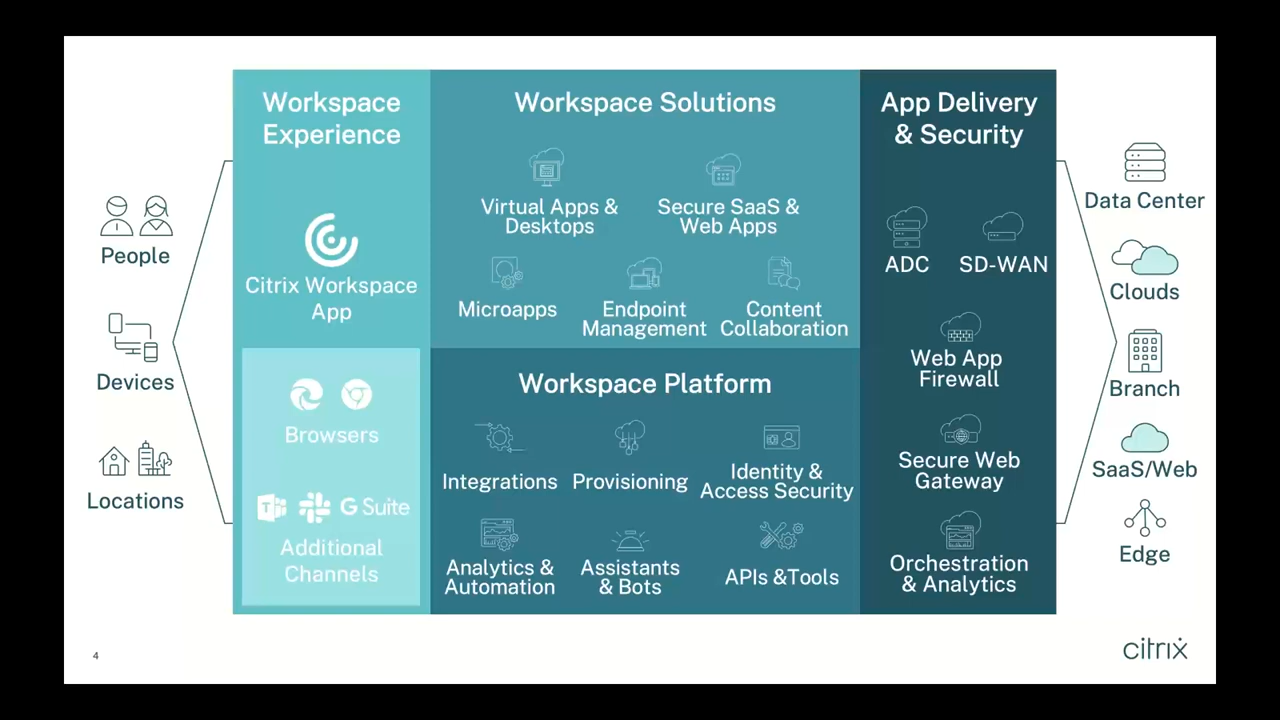 Workspace
Experience
Citrix Workspace
App
Browsers
G Suite
Additional
Channels
Workspace Solutions
Virtual Apps &
Desktops
Secure SaaS &
Web Apps
Microapps
Endpoint
Management
Content
Collaboration
Workspace Platform
Integrations
Provisioning
Identity &
Access Security
Analytics &
Automation
Assistants
& Bots
APIs &Tools
App Delivery
& Security
ADC
SD-WAN
Web App
Firewall
Secure Web
Gateway
Orchestration
& Analytics
People
Devices
Locations
Data Center
Clouds
Branch
SaaS/Web
Edge
4
citrix